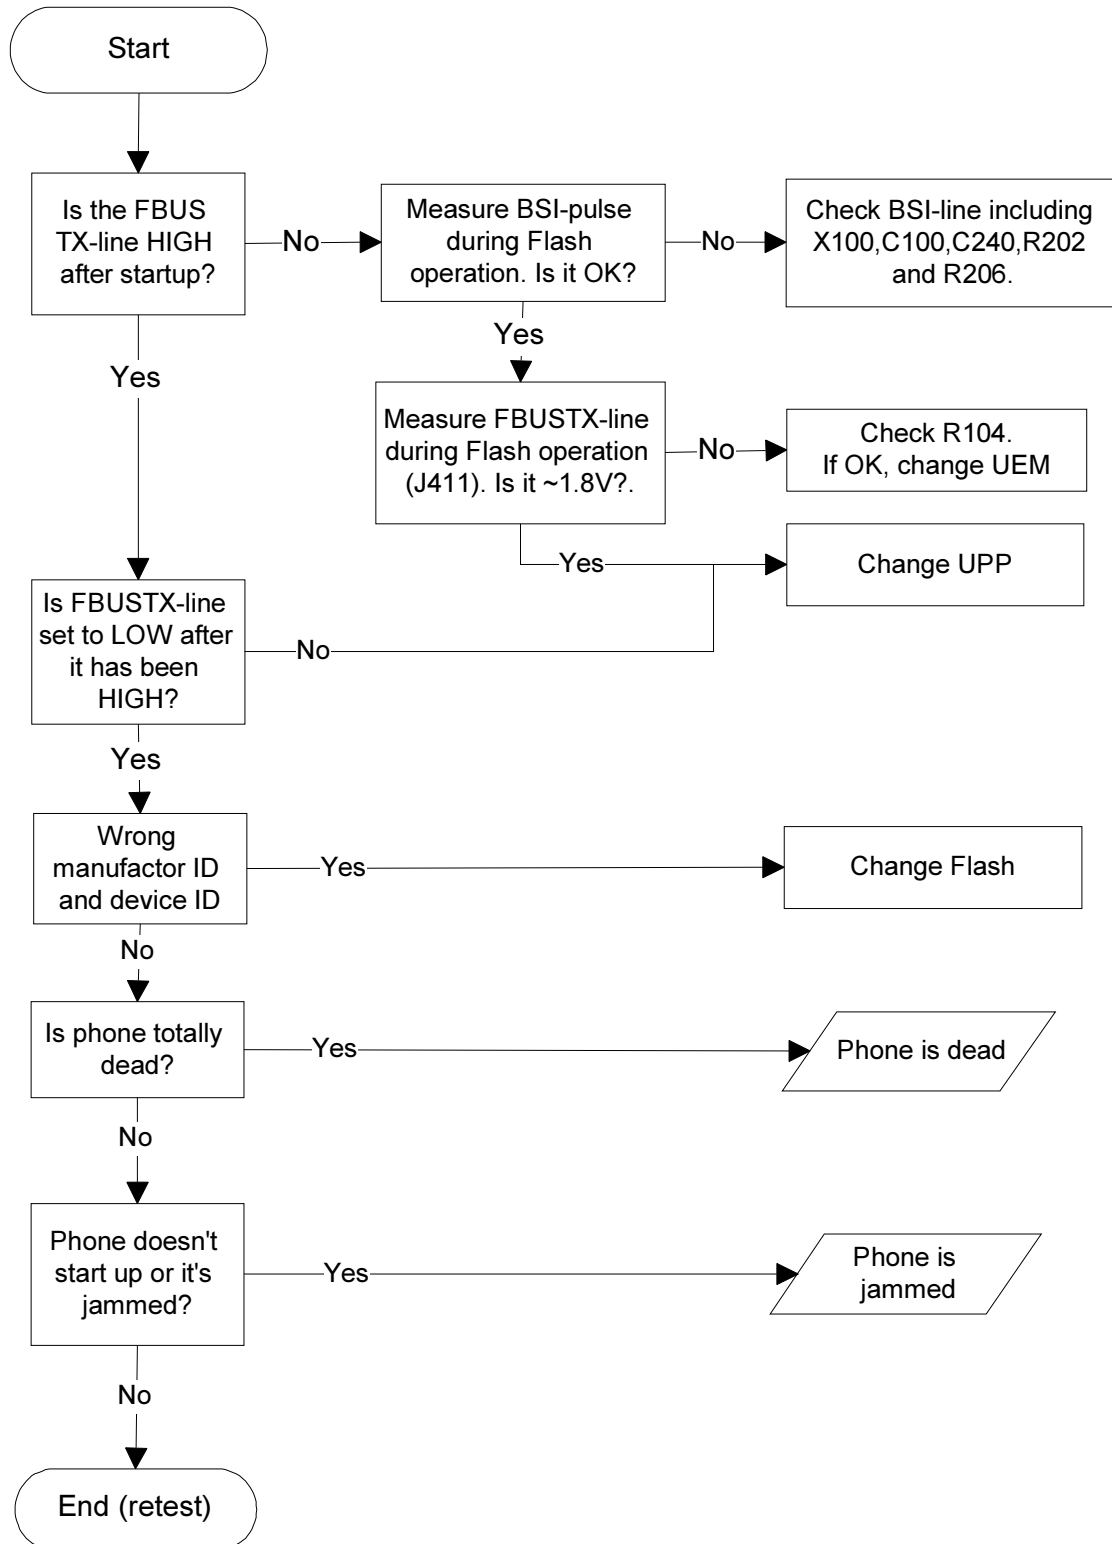 Start
Is the FBUS
TX-line HIGH
after startup?
No
Measure BSI-pulse
during Flash
operation. Is it OK?
No
Check BSI-line including
X100,C100,C240,R202
and R206.
Yes
Yes
Measure FBUSTX-line
during Flash operation
(J411). Is it ~1.8V?.
No
Check R104.
If OK, change UEM
Yes
Change UPP
Is FBUSTX-line
set to LOW after
it has been
HIGH?
No
Yes
Wrong
manufactor ID
and device ID
Yes
Change Flash
No
Is phone totally
dead?
Yes
Phone is dead
No
Phone doesn't
start up or it's
jammed?
Yes
Phone is
jammed
No
End (retest)